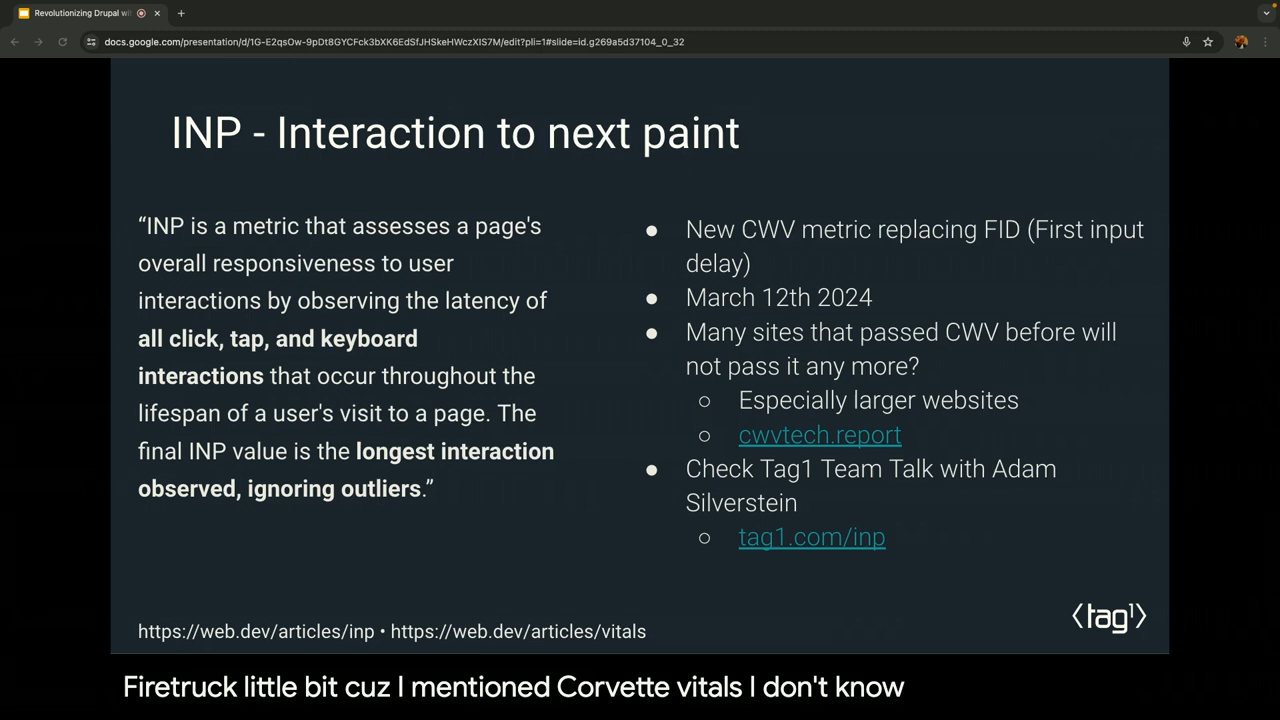 Revolutionizing Drupal wit
docs.google.com/presentation/d/1G-E2qsOw-9pDt8GYCFck3bXK6EdSfJHSkeHWczXIS7M/edit?pli=1#slide=id.g269a5d37104_0_32
INP - Interaction to next paint
“INP is a metric that assesses a page's
overall responsiveness to user
interactions by observing the latency of
all click, tap, and keyboard
interactions that occur throughout the
lifespan of a user's visit to a page. The
final INP value is the longest interaction
observed, ignoring outliers.”
● New CWV metric replacing FID (First input
delay)
● March 12th 2024
● Many sites that passed CWV before will
not pass it any more?
○ Especially larger websites
○ cwvtech.report
● Check Tag1 Team Talk with Adam
Silverstein
○ tag1.com/inp
https://web.dev/articles/inp • https://web.dev/articles/vitals
⟨tag¹⟩
Firetruck little bit cuz I mentioned Corvette vitals I don't know